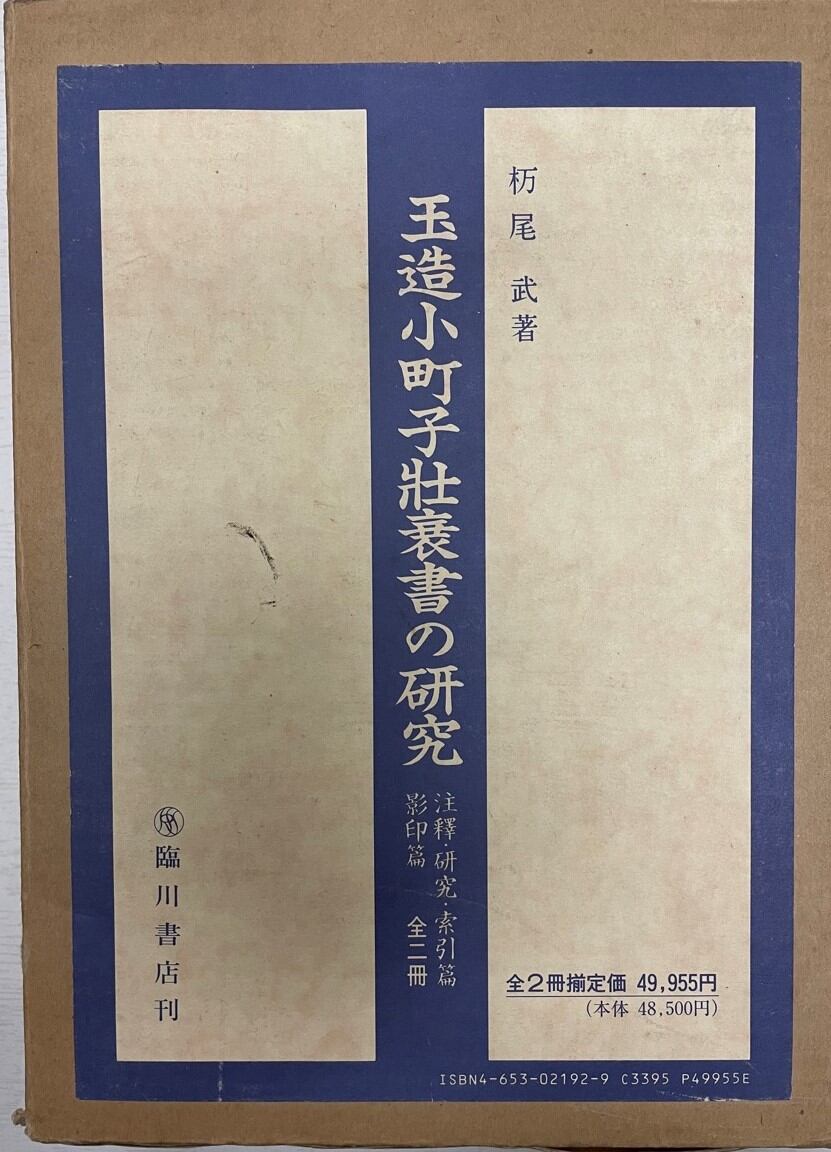 栃尾 武著
玉造小町子壯衰書の研究
注釋・研究・索引篇
影印篇 全二冊
臨川書店刊
全2冊揃定価 49,955円
(本体 48,500円)
ISBN4-653-02192-9 C3395 P49955E